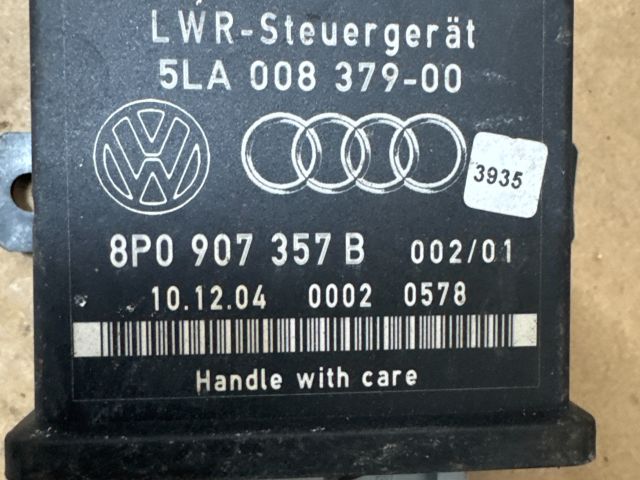 LWR-Steuergerät
5LA 008 379-00
3935
8P0 907 357 B 002/01
10.12.04 0002 0578
Handle with care